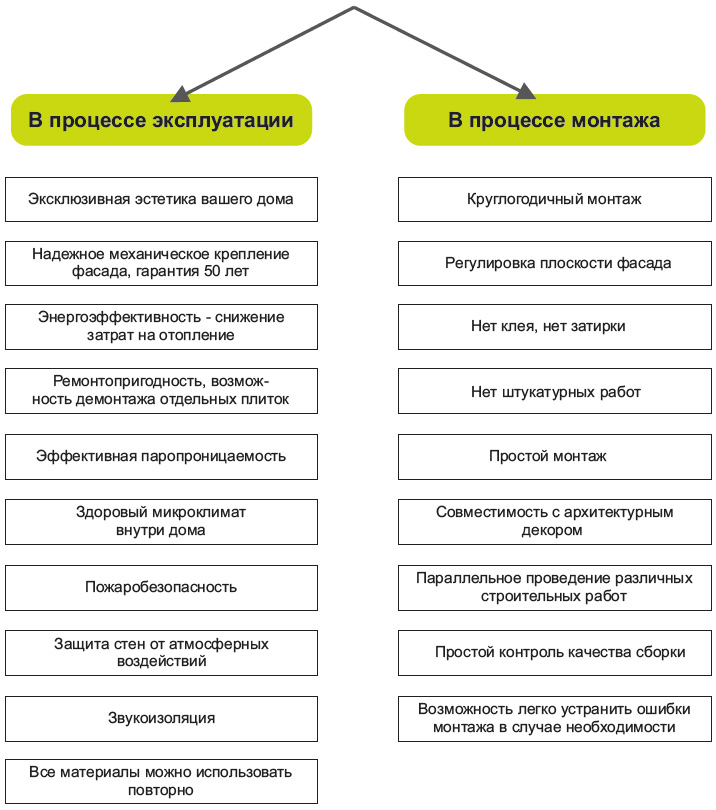 В процессе эксплуатации
Эксклюзивная эстетика вашего дома
Надежное механическое крепление
фасада, гарантия 50 лет
Энергоэффективность - снижение
затрат на отопление
Ремонтопригодность, возмож-
ность демонтажа отдельных плиток
Эффективная паропроницаемость
Здоровый микроклимат
внутри дома
Пожаробезопасность
Защита стен от атмосферных
воздействий
Звукоизоляция
Все материалы можно использовать
повторно
В процессе монтажа
Круглогодичный монтаж
Регулировка плоскости фасада
Нет клея, нет затирки
Нет штукатурных работ
Простой монтаж
Совместимость с архитектурным
декором
Параллельное проведение различных
строительных работ
Простой контроль качества сборки
Возможность легко устранить ошибки
монтажа в случае необходимости